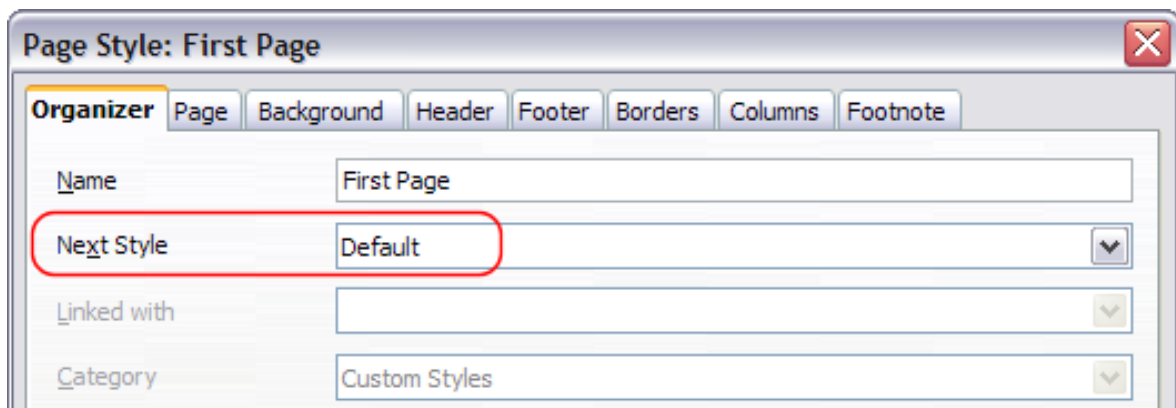 Page Style: First Page
Organizer Page Background Header Footer Borders Columns Footnote
Name First Page
Next Style Default
Linked with
Category Custom Styles